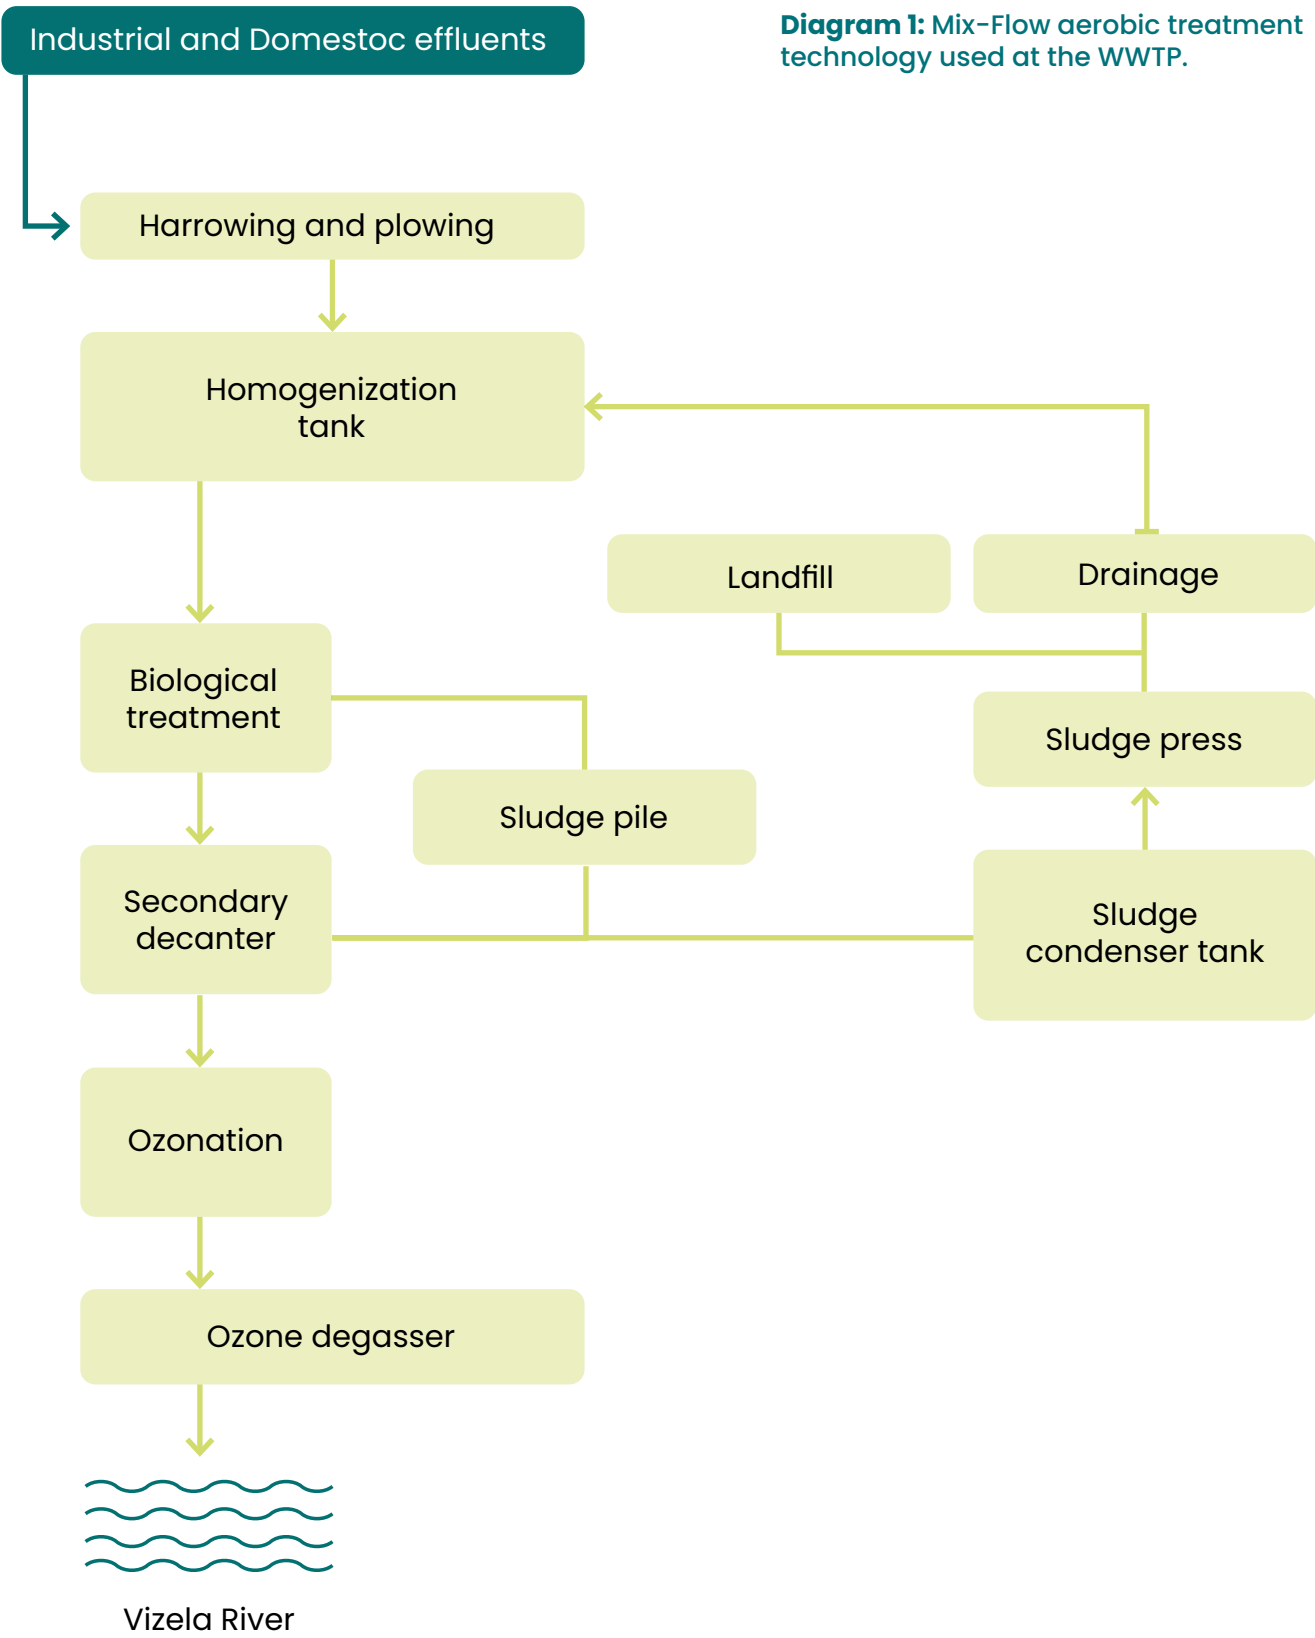 Industrial and Domestoc effluents
Diagram 1: Mix-Flow aerobic treatment
technology used at the WWTP.
Harrowing and plowing
Homogenization
tank
Landfill
Drainage
Biological
treatment
Sludge press
Sludge pile
Secondary
decanter
Sludge
condenser tank
Ozonation
Ozone degasser
Vizela River